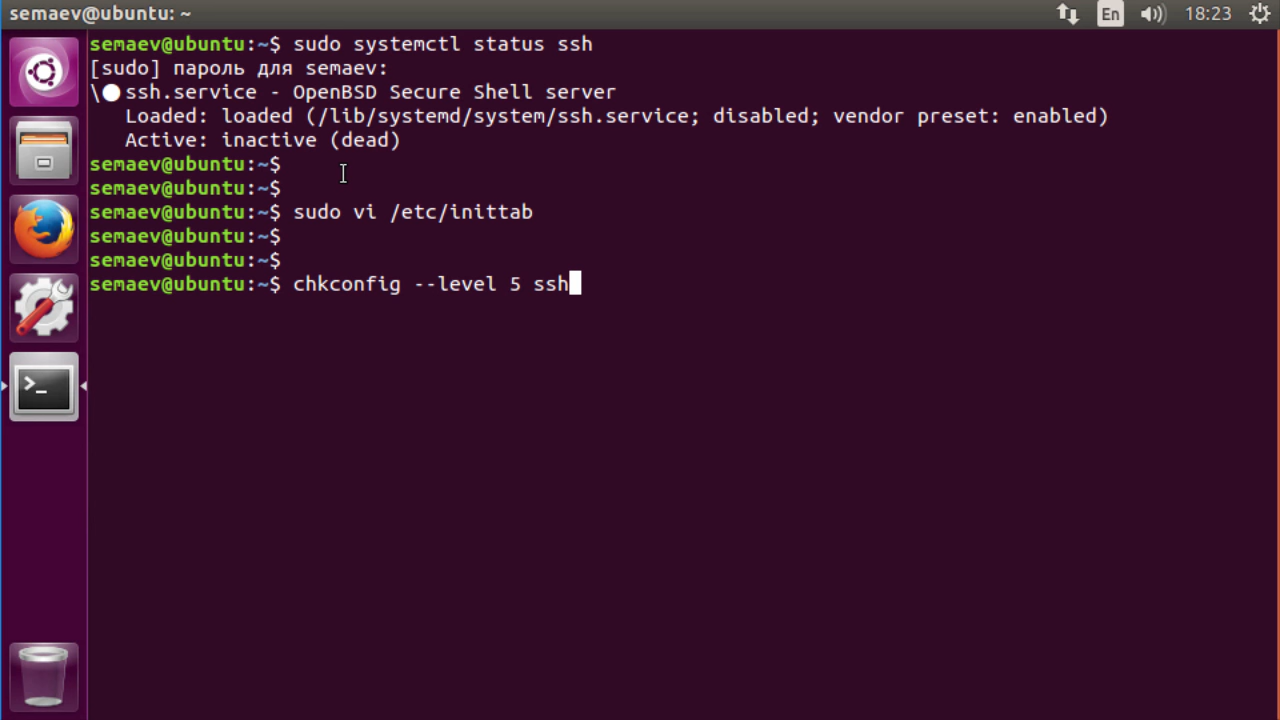 semaev@ubuntu: ~
En
18:23
semaev@ubuntu:~$ sudo systemctl status ssh
[sudo] пароль для semaev:
\● ssh.service - OpenBSD Secure Shell server
Loaded: loaded (/lib/systemd/system/ssh.service; disabled; vendor preset: enabled)
Active: inactive (dead)
semaev@ubuntu:~$
semaev@ubuntu:~$
semaev@ubuntu:~$ sudo vi /etc/inittab
semaev@ubuntu:~$
semaev@ubuntu:~$
semaev@ubuntu:~$ chkconfig --level 5 ssh
>_